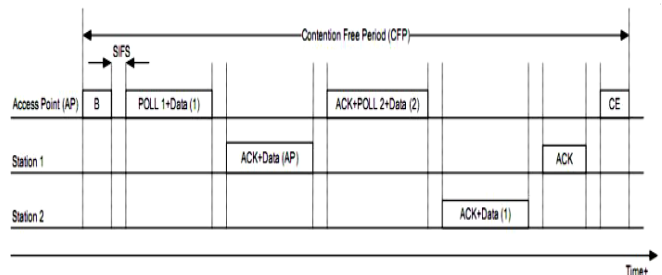 Contention Free Period (CFP)
SIFS
Access Point (AP) B POLL 1+Data (1) ACK+POLL 2+Data (2) CE
Station 1 ACK+Data (AP) ACK
Station 2 ACK+Data (1)
Time+